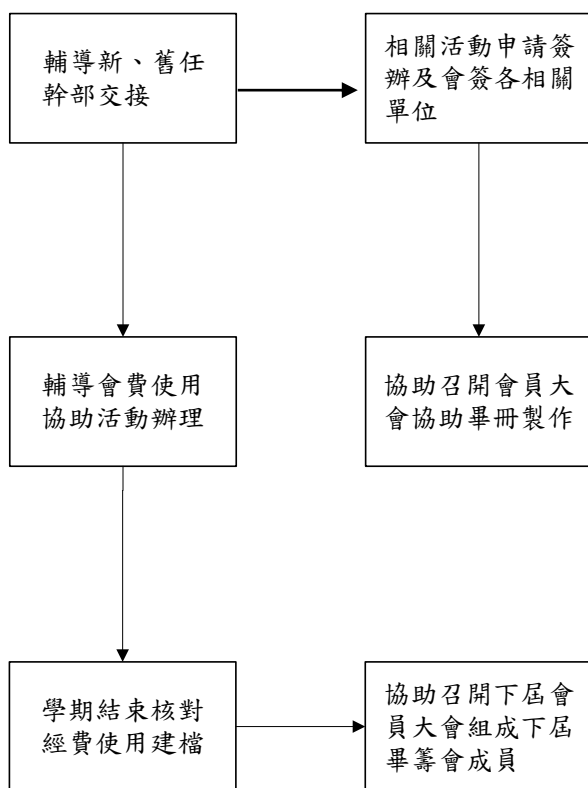 輔導新、舊任
幹部交接
相關活動申請簽
辦及會簽各相關
單位
輔導會費使用
協助活動辦理
協助召開會員大
會協助畢冊製作
學期結束核對
經費使用建檔
協助召開下屆會
員大會組成下屆
畢籌會成員